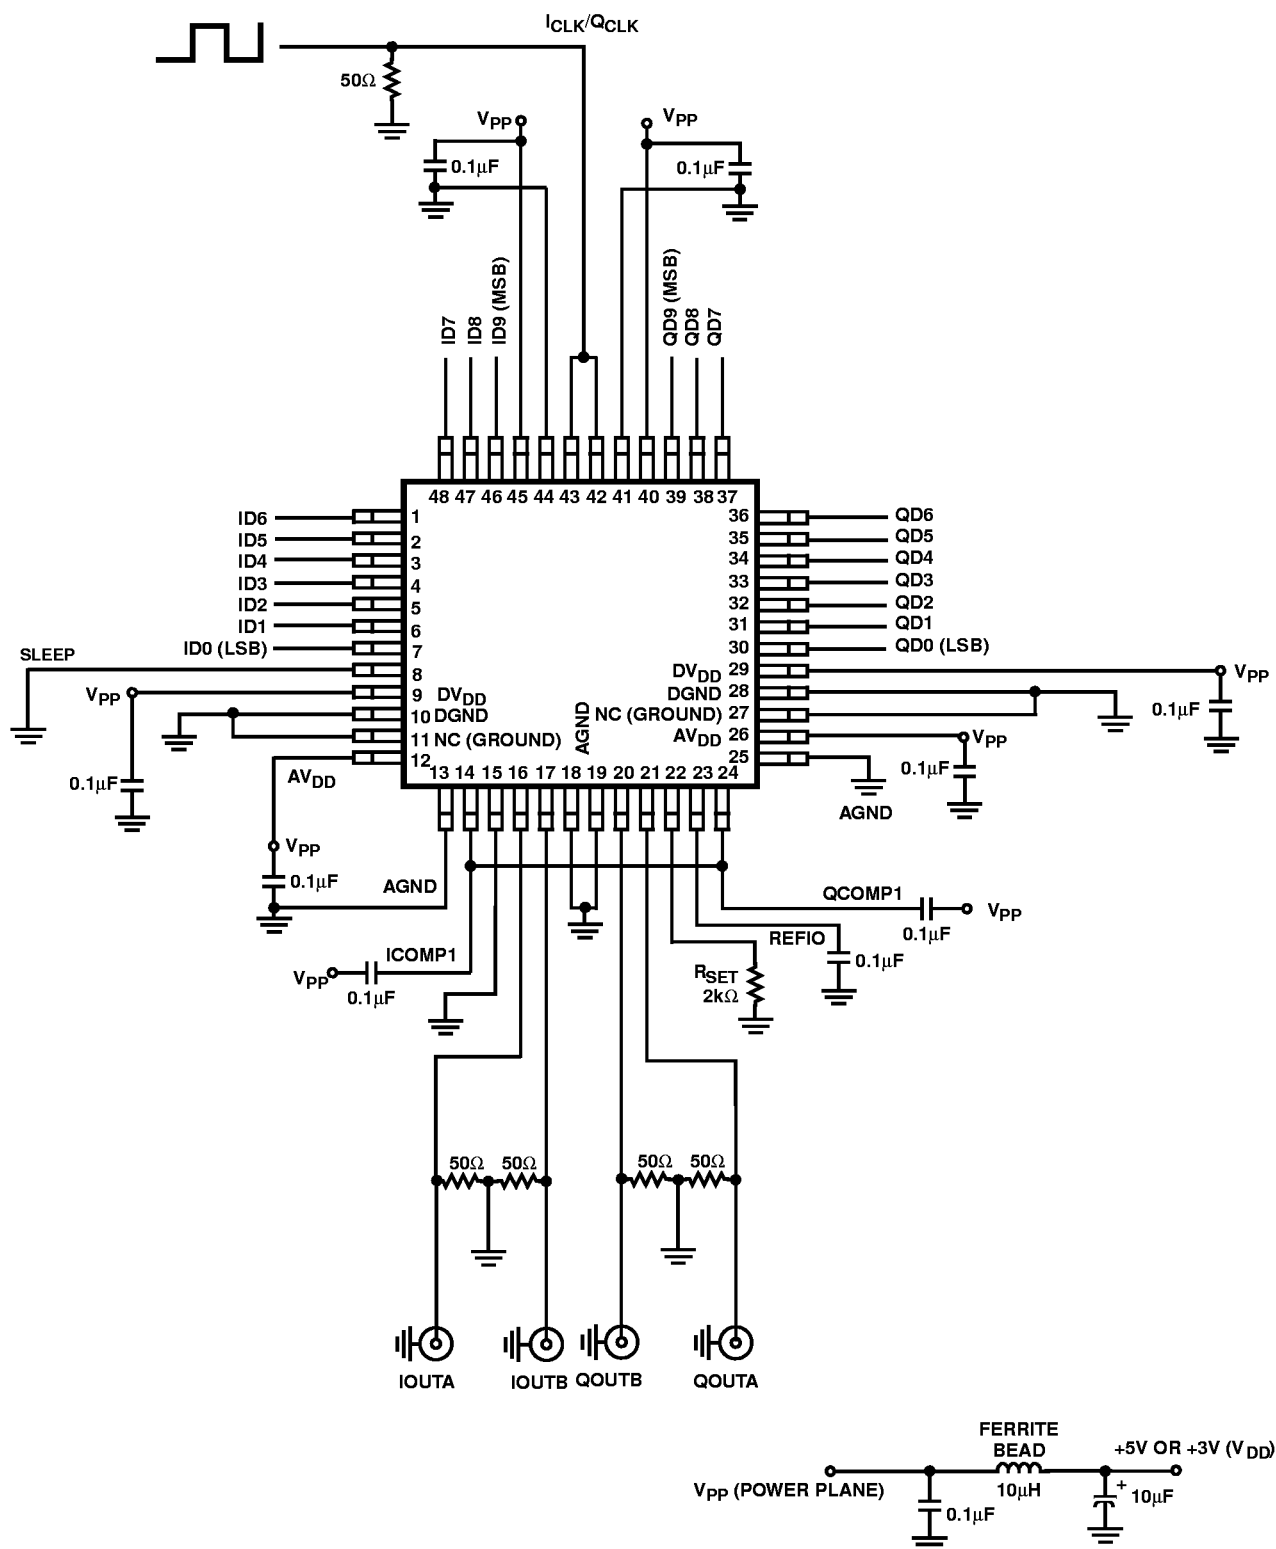 ICLK/QCLK
50Ω
VPP
VPP
0.1µF
0.1µF
ID7
ID8
ID9 (MSB)
QD9 (MSB)
QD8
QD7
48 47 46 45 44 43 42 41 40 39 38 37
ID6
1
36
QD6
ID5
2
35
QD5
ID4
3
34
QD4
ID3
4
33
QD3
ID2
5
32
QD2
ID1
6
31
QD1
ID0 (LSB)
7
30
QD0 (LSB)
SLEEP
8
DVDD
29
VPP
VPP
9
DVDD
DGND
28
0.1µF
10
DGND
NC (GROUND)
27
11
NC (GROUND)
AVDD
26
VPP
12
AVDD
AGND
25
0.1µF
0.1µF
AGND
13 14 15 16 17 18 19 20 21 22 23 24
VPP
0.1µF
AGND
QCOMP1
VPP
0.1µF
REFIO
0.1µF
ICOMP1
VPP
0.1µF
RSET
2kΩ
50Ω
50Ω
50Ω
50Ω
IOUTA
IOUTB
QOUTB
QOUTA
FERRITE
BEAD
+5V OR +3V (VDD)
VPP (POWER PLANE)
10µH
+
10µF
0.1µF